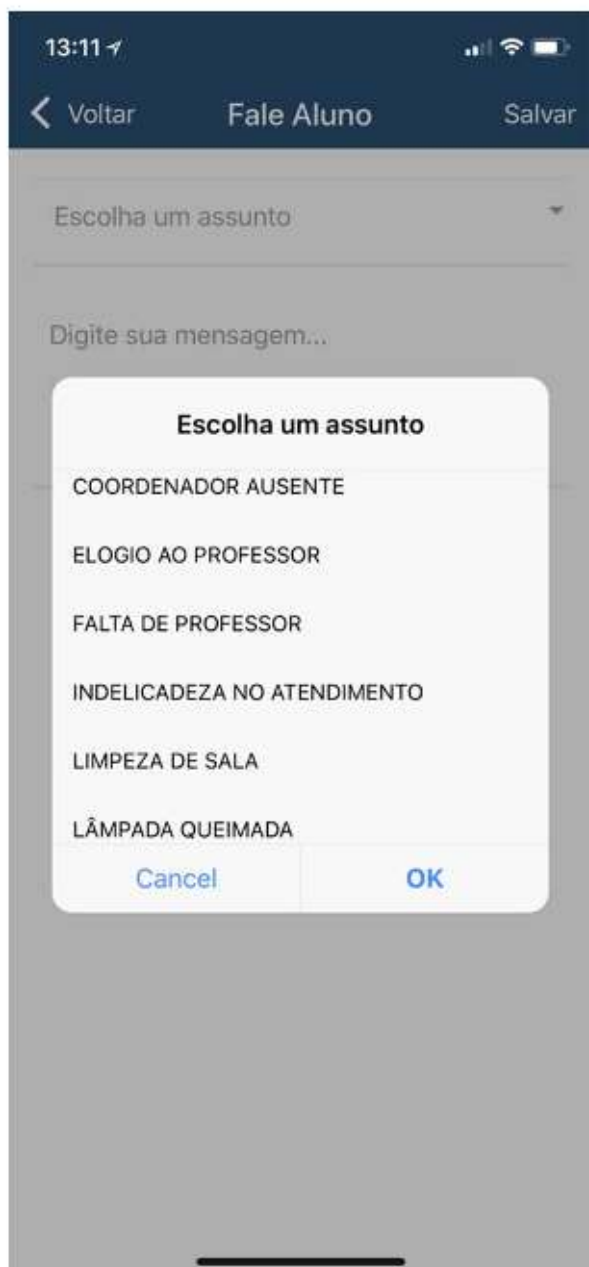 13:11
Voltar Fale Aluno Salvar
Escolha um assunto
Digite sua mensagem...
Escolha um assunto
COORDENADOR AUSENTE
ELOGIO AO PROFESSOR
FALTA DE PROFESSOR
INDELICADEZA NO ATENDIMENTO
LIMPEZA DE SALA
LÂMPADA QUEIMADA
Cancel OK